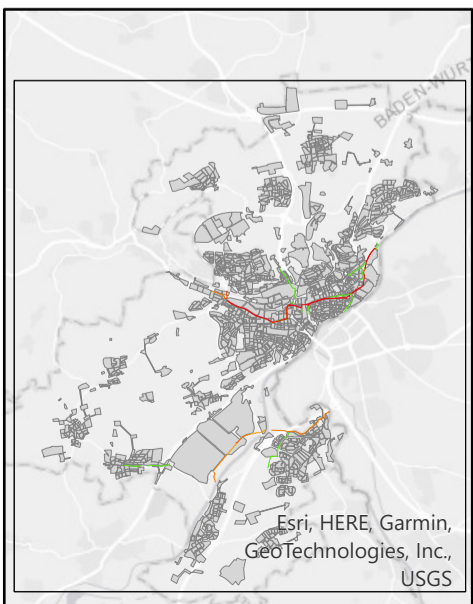 BADEN-WÜRT
Esri, HERE, Garmin,
GeoTechnologies, Inc.,
USGS